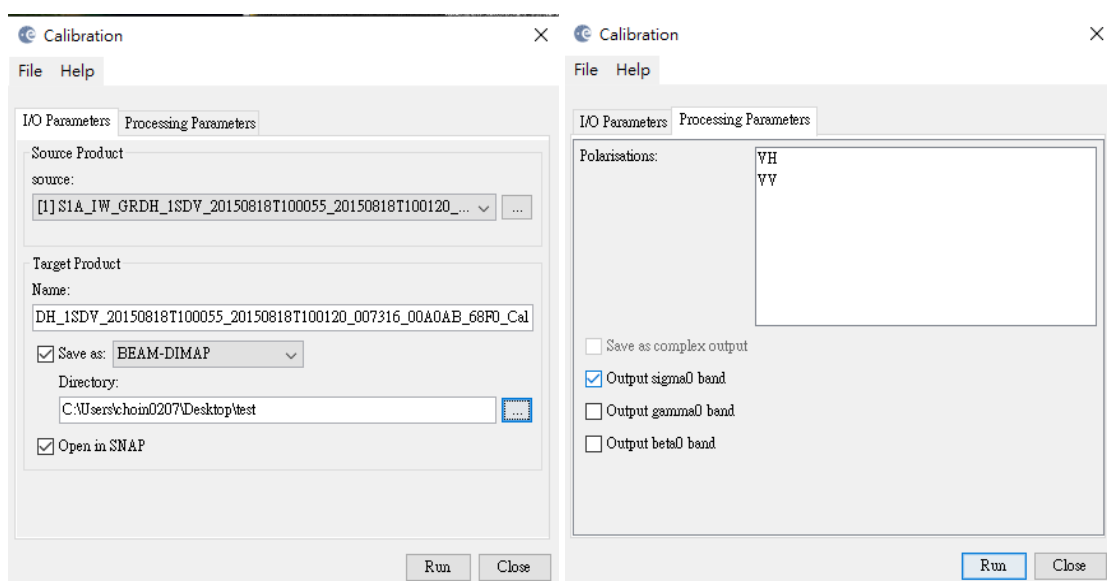 Calibration
File Help
I/O Parameters Processing Parameters
Source Product
source:
[1] S1A_IW_GRDH_1SDV_20150818T100055_20150818T100120_... ...
Target Product
Name:
DH_1SDV_20150818T100055_20150818T100120_007316_00A0AB_68F0_Cal
Save as: BEAM-DIMAP
Directory:
C:\Users\choin0207\Desktop\test ...
Open in SNAP
Run Close
Calibration
File Help
I/O Parameters Processing Parameters
Polarisations: VH
VV
Save as complex output
Output sigma0 band
Output gamma0 band
Output beta0 band
Run Close